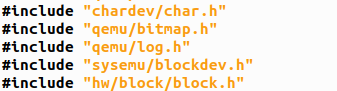 #include "chardev/char.h"
#include "qemu/bitmap.h"
#include "qemu/log.h"
#include "sysemu/blockdev.h"
#include "hw/block/block.h"